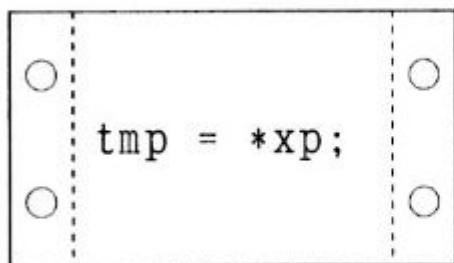 tmp = *xp;